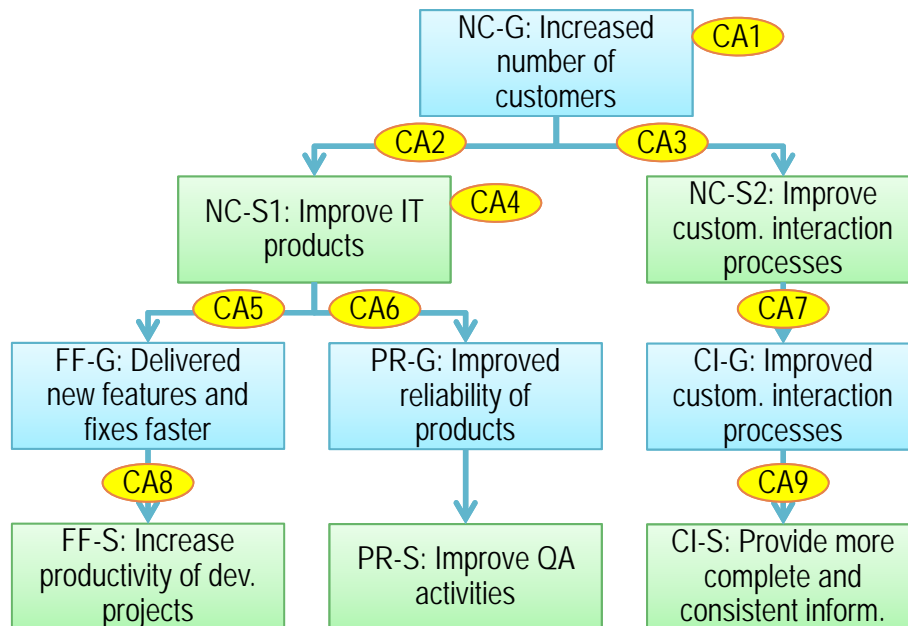 NC-G: Increased
number of
customers
CA1
CA2
CA3
NC-S1: Improve IT
products
CA4
NC-S2: Improve
custom. interaction
processes
CA5
CA6
CA7
FF-G: Delivered
new features and
fixes faster
PR-G: Improved
reliability of
products
CI-G: Improved
custom. interaction
processes
CA8
CA9
FF-S: Increase
productivity of dev.
projects
PR-S: Improve QA
activities
CI-S: Provide more
complete and
consistent inform.